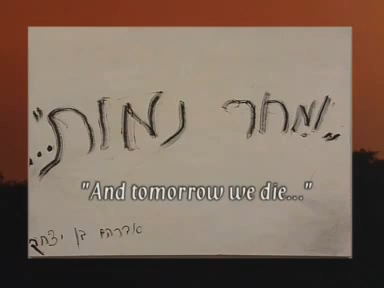 "ומחר נמות..."
"And tomorrow we die..."
אברהם בן יצחק